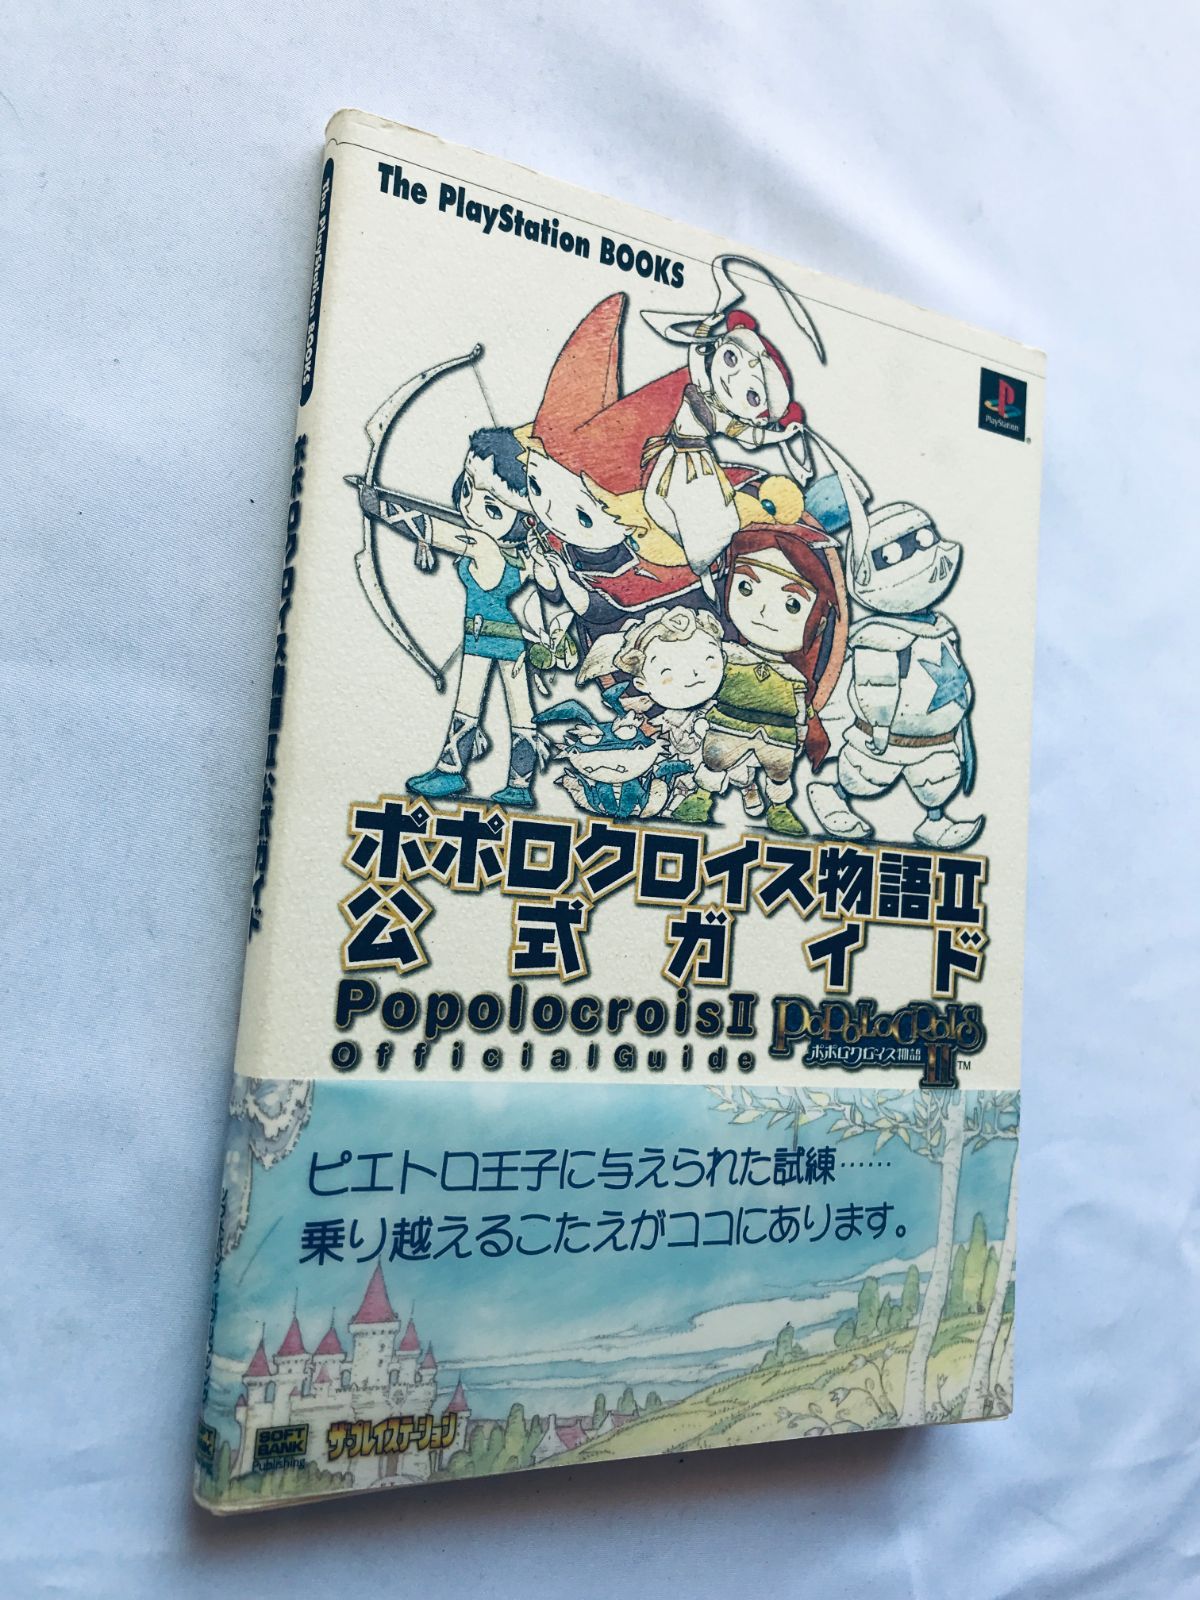 The PlayStation BOOKS
PlayStation
ポポロクロイス物語II
公式ガイド
PopolocroisII
Official Guide
PoPoLoCRoIS
ポポロクロイス物語
II
TM
ピエトロ王子に与えられた試練……
乗り越えるこたえがココにあります。
SOFT
BANK
Publishing
ザ・プレイステーション
The PlayStation BOOKS
ポポロクロイス物語II公式ガイド